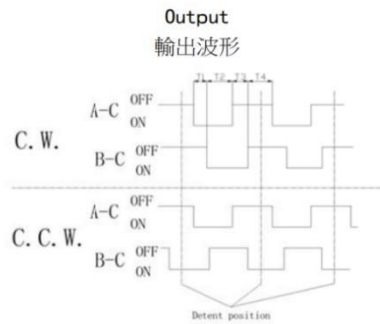 Output
輸出波形
T1 T2 T3 T4
A-C OFF
ON
C.W.
B-C OFF
ON
A-C OFF
ON
C.C.W.
B-C OFF
ON
Detent position